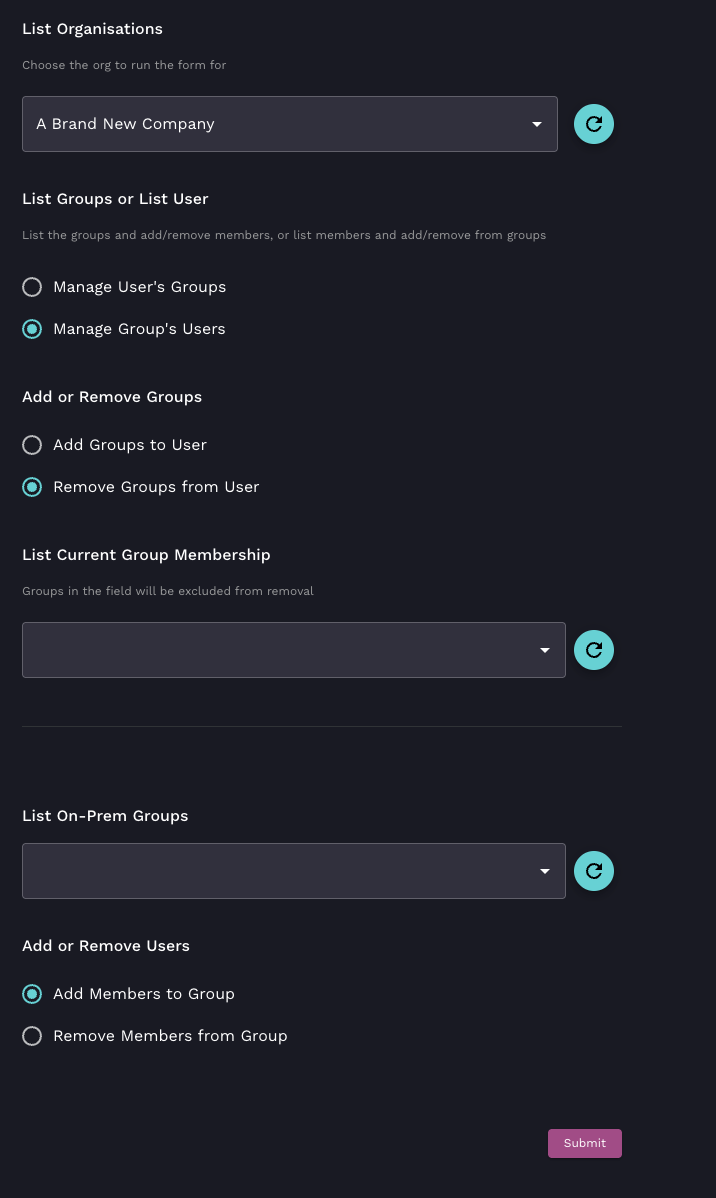 List Organisations
Choose the org to run the form for
A Brand New Company
List Groups or List User
List the groups and add/remove members, or list members and add/remove from groups
Manage User's Groups
Manage Group's Users
Add or Remove Groups
Add Groups to User
Remove Groups from User
List Current Group Membership
Groups in the field will be excluded from removal
List On-Prem Groups
Add or Remove Users
Add Members to Group
Remove Members from Group
Submit